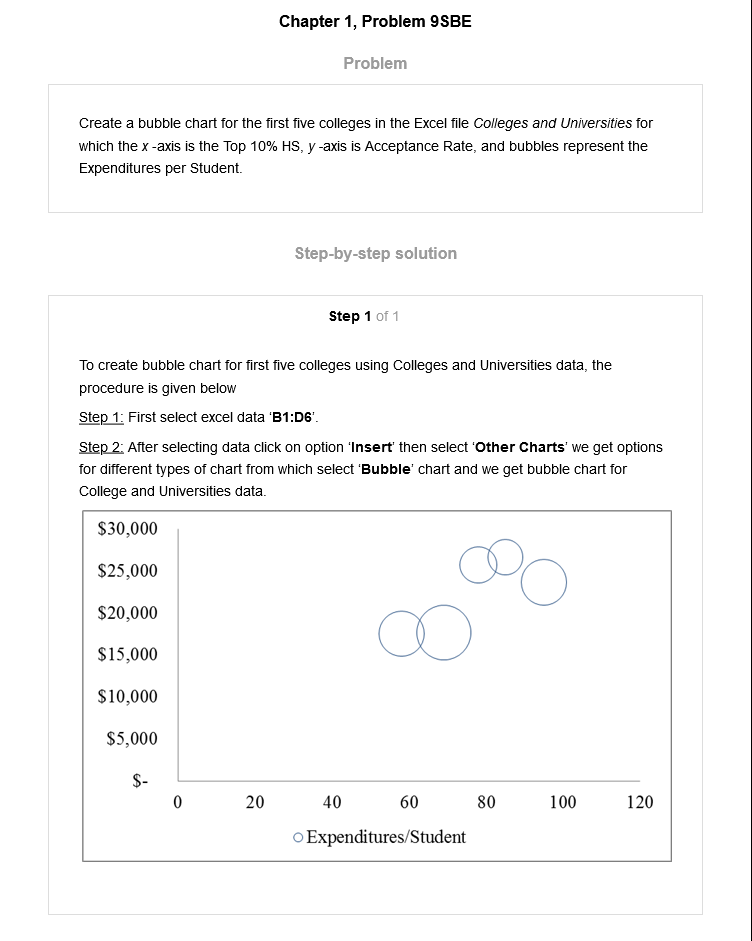 Chapter 1, Problem 9SBE
Problem
Create a bubble chart for the first five colleges in the Excel file Colleges and Universities for
which the x -axis is the Top 10% HS, y -axis is Acceptance Rate, and bubbles represent the
Expenditures per Student.
Step-by-step solution
Step 1 of 1
To create bubble chart for first five colleges using Colleges and Universities data, the
procedure is given below
Step 1: First select excel data ‘B1:D6’.
Step 2: After selecting data click on option ‘Insert’ then select ‘Other Charts’ we get options
for different types of chart from which select ‘Bubble’ chart and we get bubble chart for
College and Universities data.
$30,000
$25,000
$20,000
$15,000
$10,000
$5,000
$-
0 20 40 60 80 100 120
Expenditures/Student